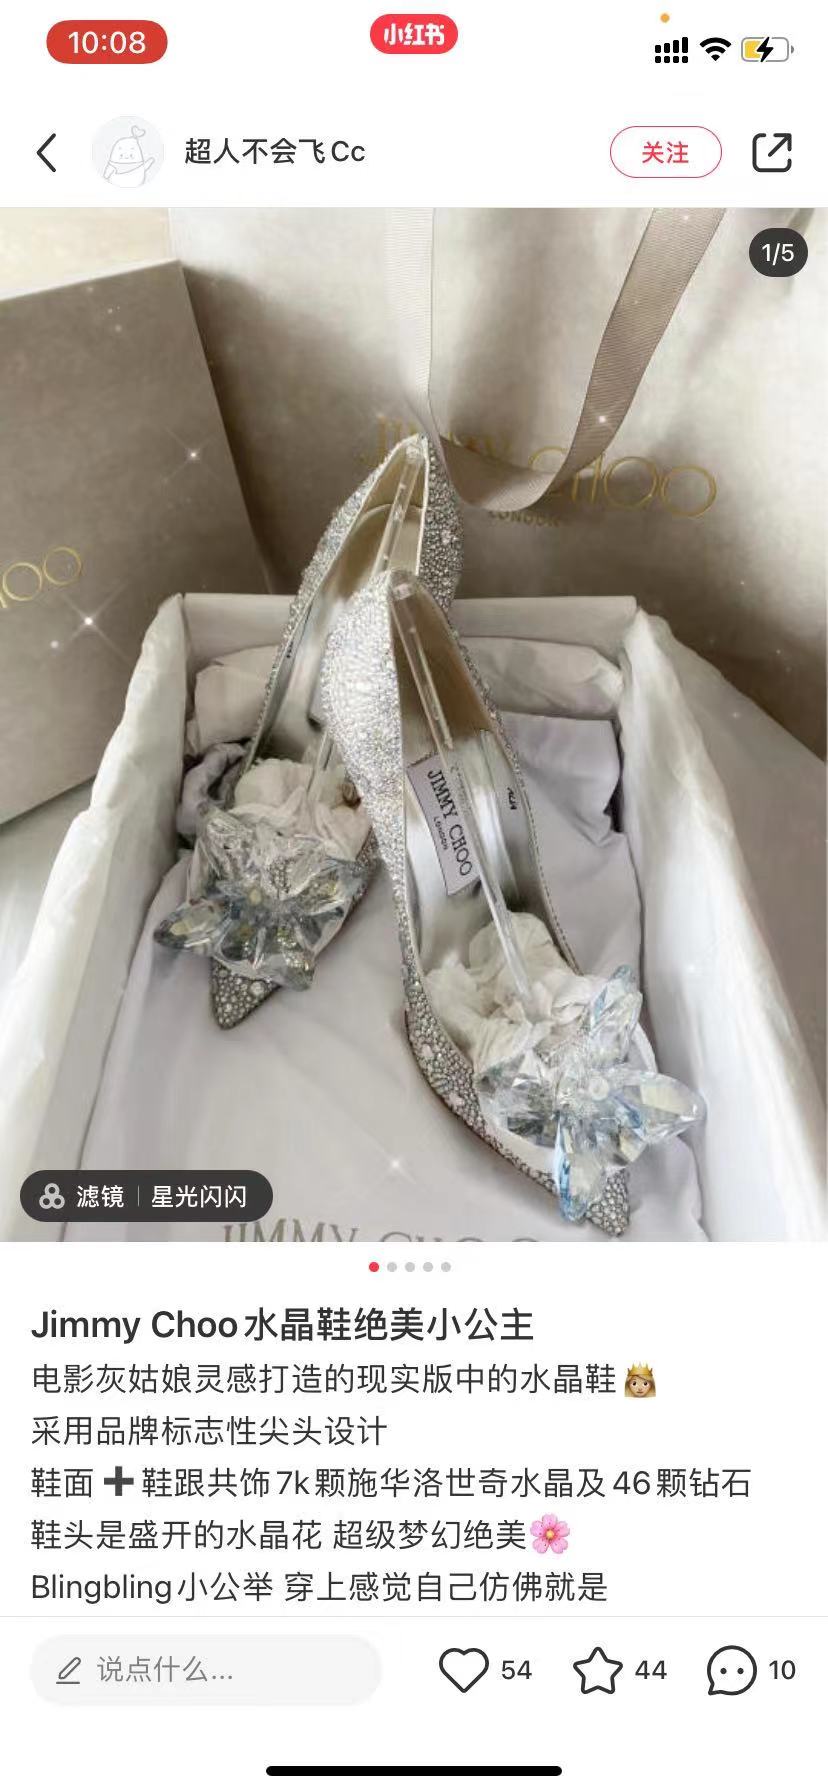 10:08
小红书
超人不会飞Cc
关注
1/5
JIMMY CHOO
LONDON
OO
JIMMY CHOO
LONDON
滤镜 星光闪闪
JIMMY CHOO
Jimmy Choo水晶鞋绝美小公主
电影灰姑娘灵感打造的现实版中的水晶鞋👸
采用品牌标志性尖头设计
鞋面➕鞋跟共饰7k颗施华洛世奇水晶及46颗钻石
鞋头是盛开的水晶花 超级梦幻绝美🌸
Blingbling小公举 穿上感觉自己仿佛就是
说点什么...
54
44
10